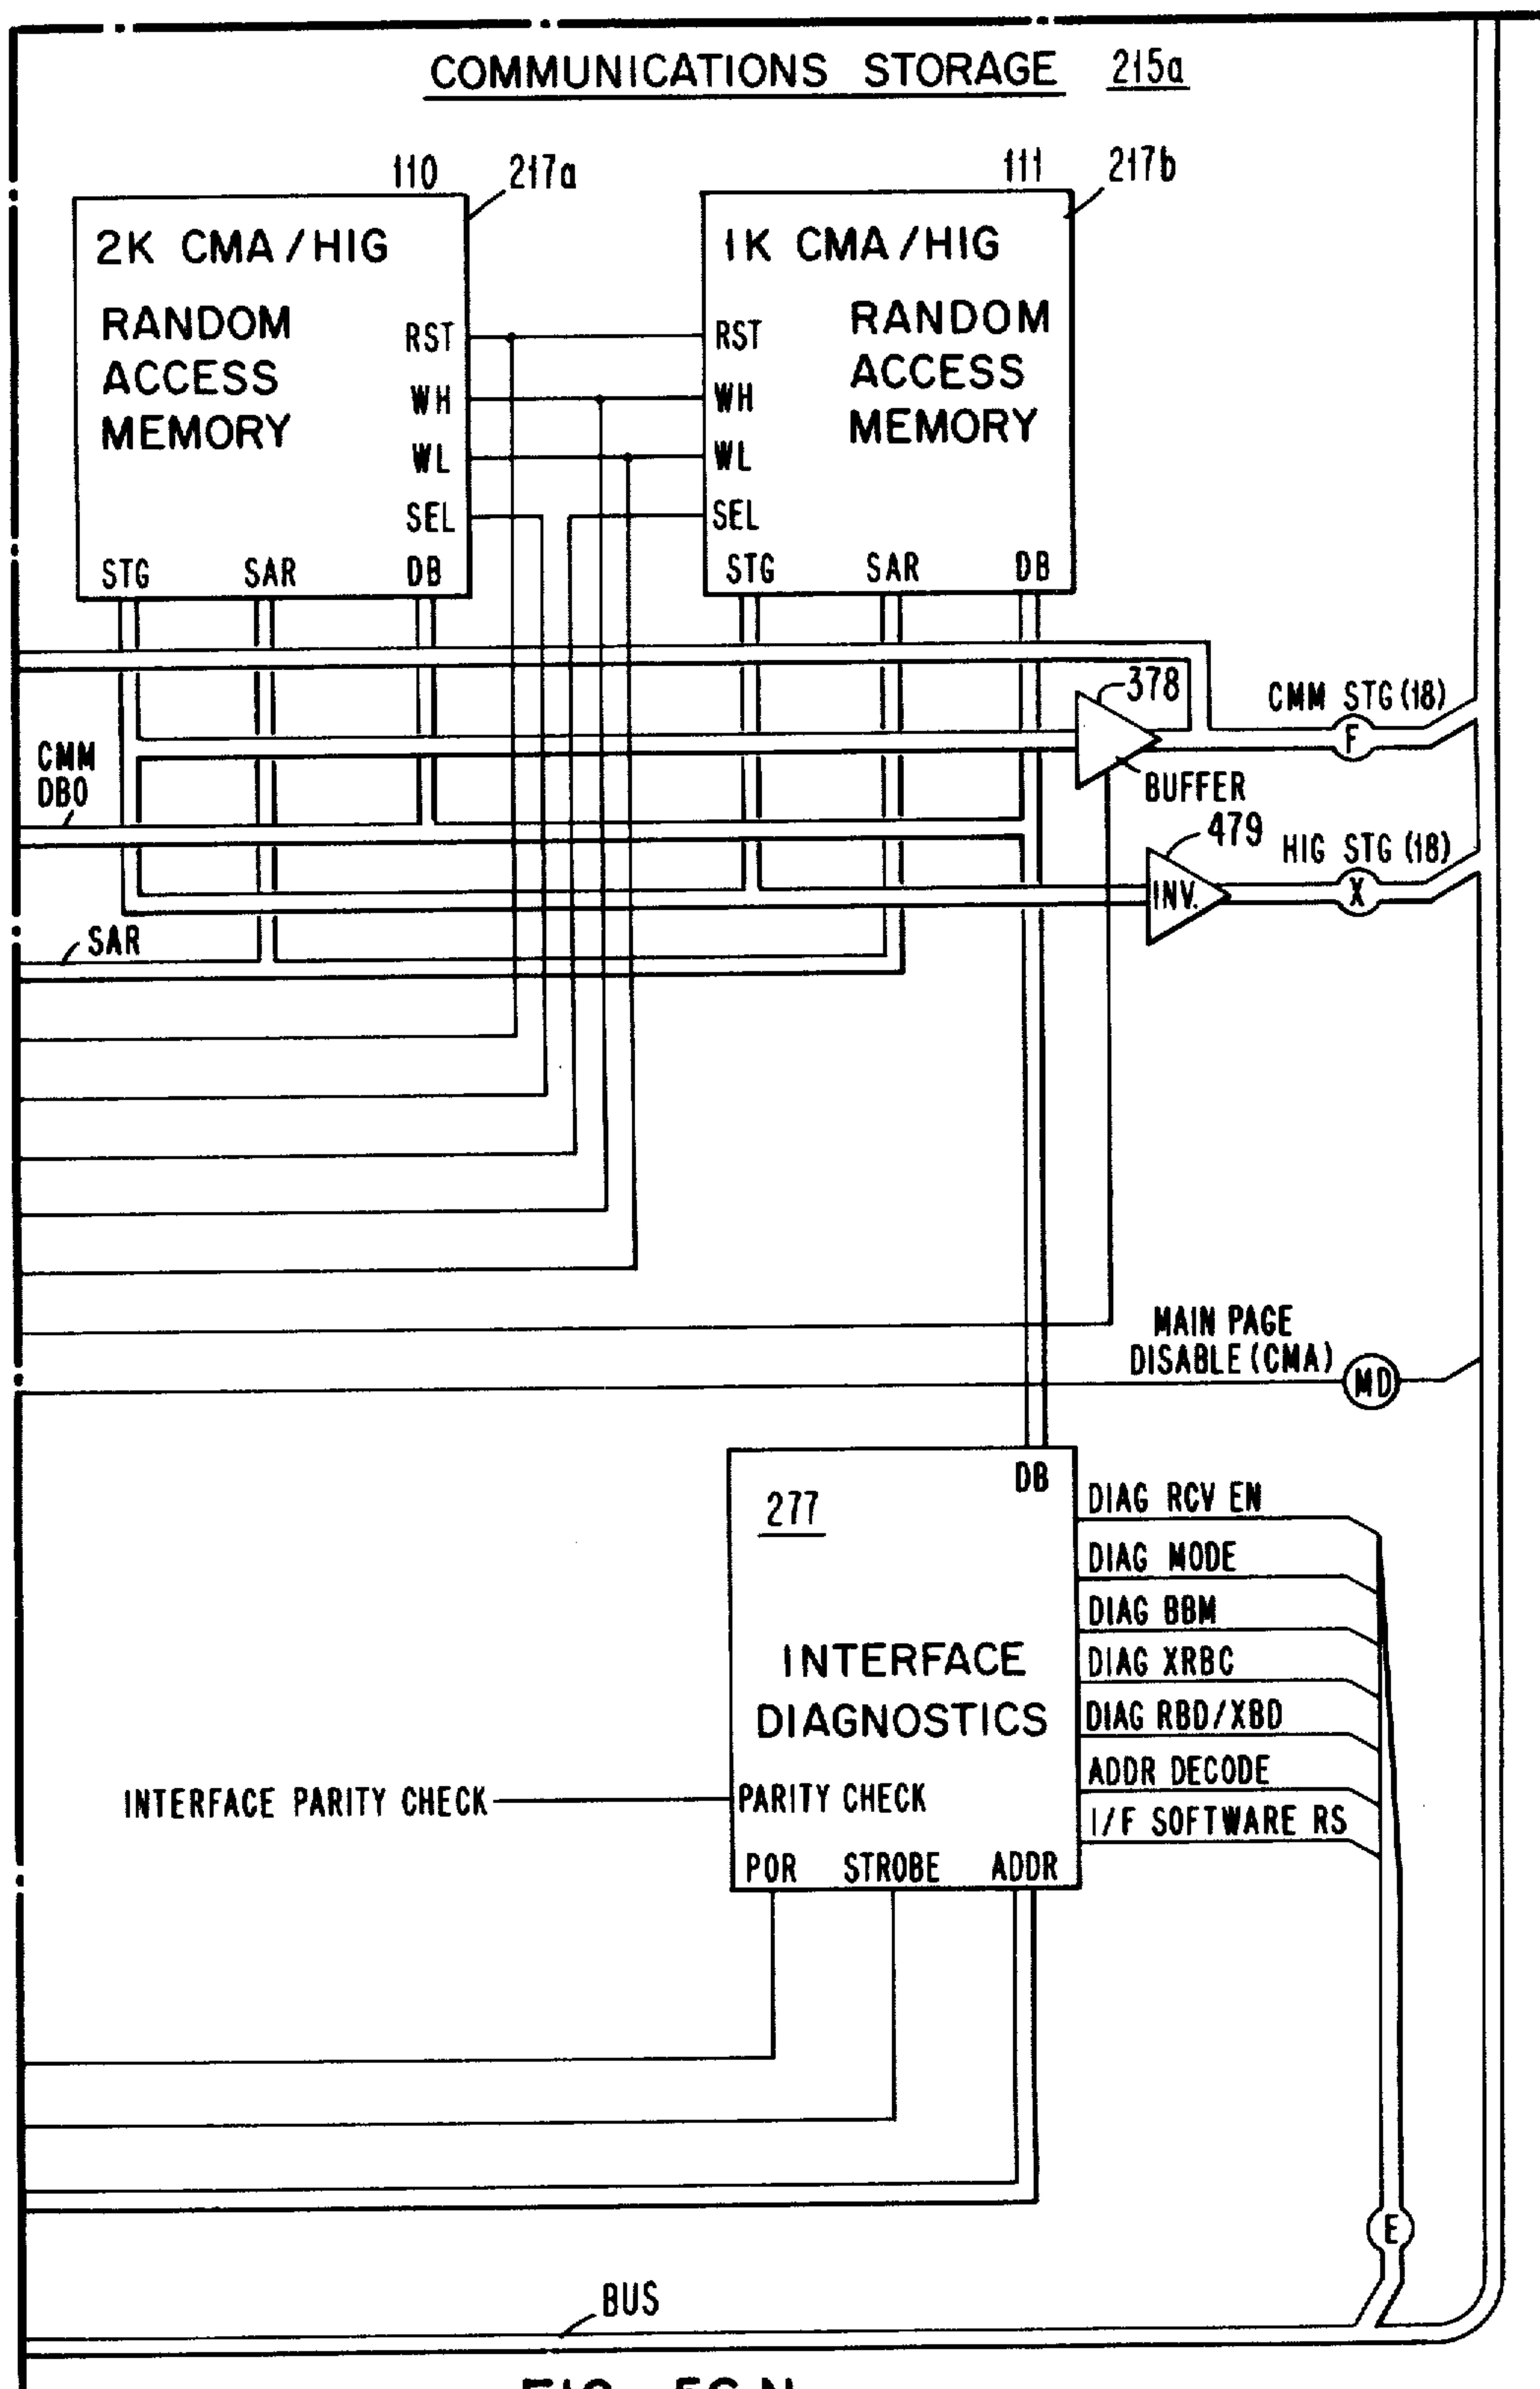 COMMUNICATIONS STORAGE 215a
110 217a
2K CMA/HIG
RANDOM
ACCESS
MEMORY
RST
WH
WL
SEL
STG SAR DB
111 217b
1K CMA/HIG
RANDOM
ACCESS
MEMORY
RST
WH
WL
SEL
STG SAR DB
378
BUFFER
CMM STG (18)
F
CMM
DBO
479
INV.
HIG STG (18)
X
SAR
MAIN PAGE
DISABLE (CMA)
MD
DB
277
INTERFACE
DIAGNOSTICS
INTERFACE PARITY CHECK
PARITY CHECK
POR STROBE ADDR
DIAG RCV EN
DIAG MODE
DIAG BBM
DIAG XRBC
DIAG RBD/XBD
ADDR DECODE
I/F SOFTWARE RS
E
BUS